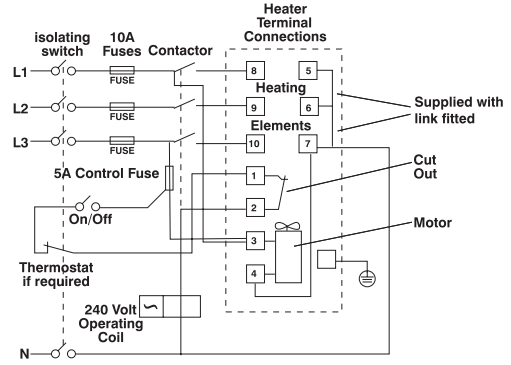 Heater
Terminal
Connections
isolating
switch
10A
Fuses
Contactor
L1
FUSE
8
5
Heating
L2
FUSE
9
6
Supplied with
link fitted
Elements
L3
FUSE
10
7
5A Control Fuse
1
Cut
Out
On/Off
2
Motor
3
Thermostat
if required
4
240 Volt
Operating
Coil
~
N